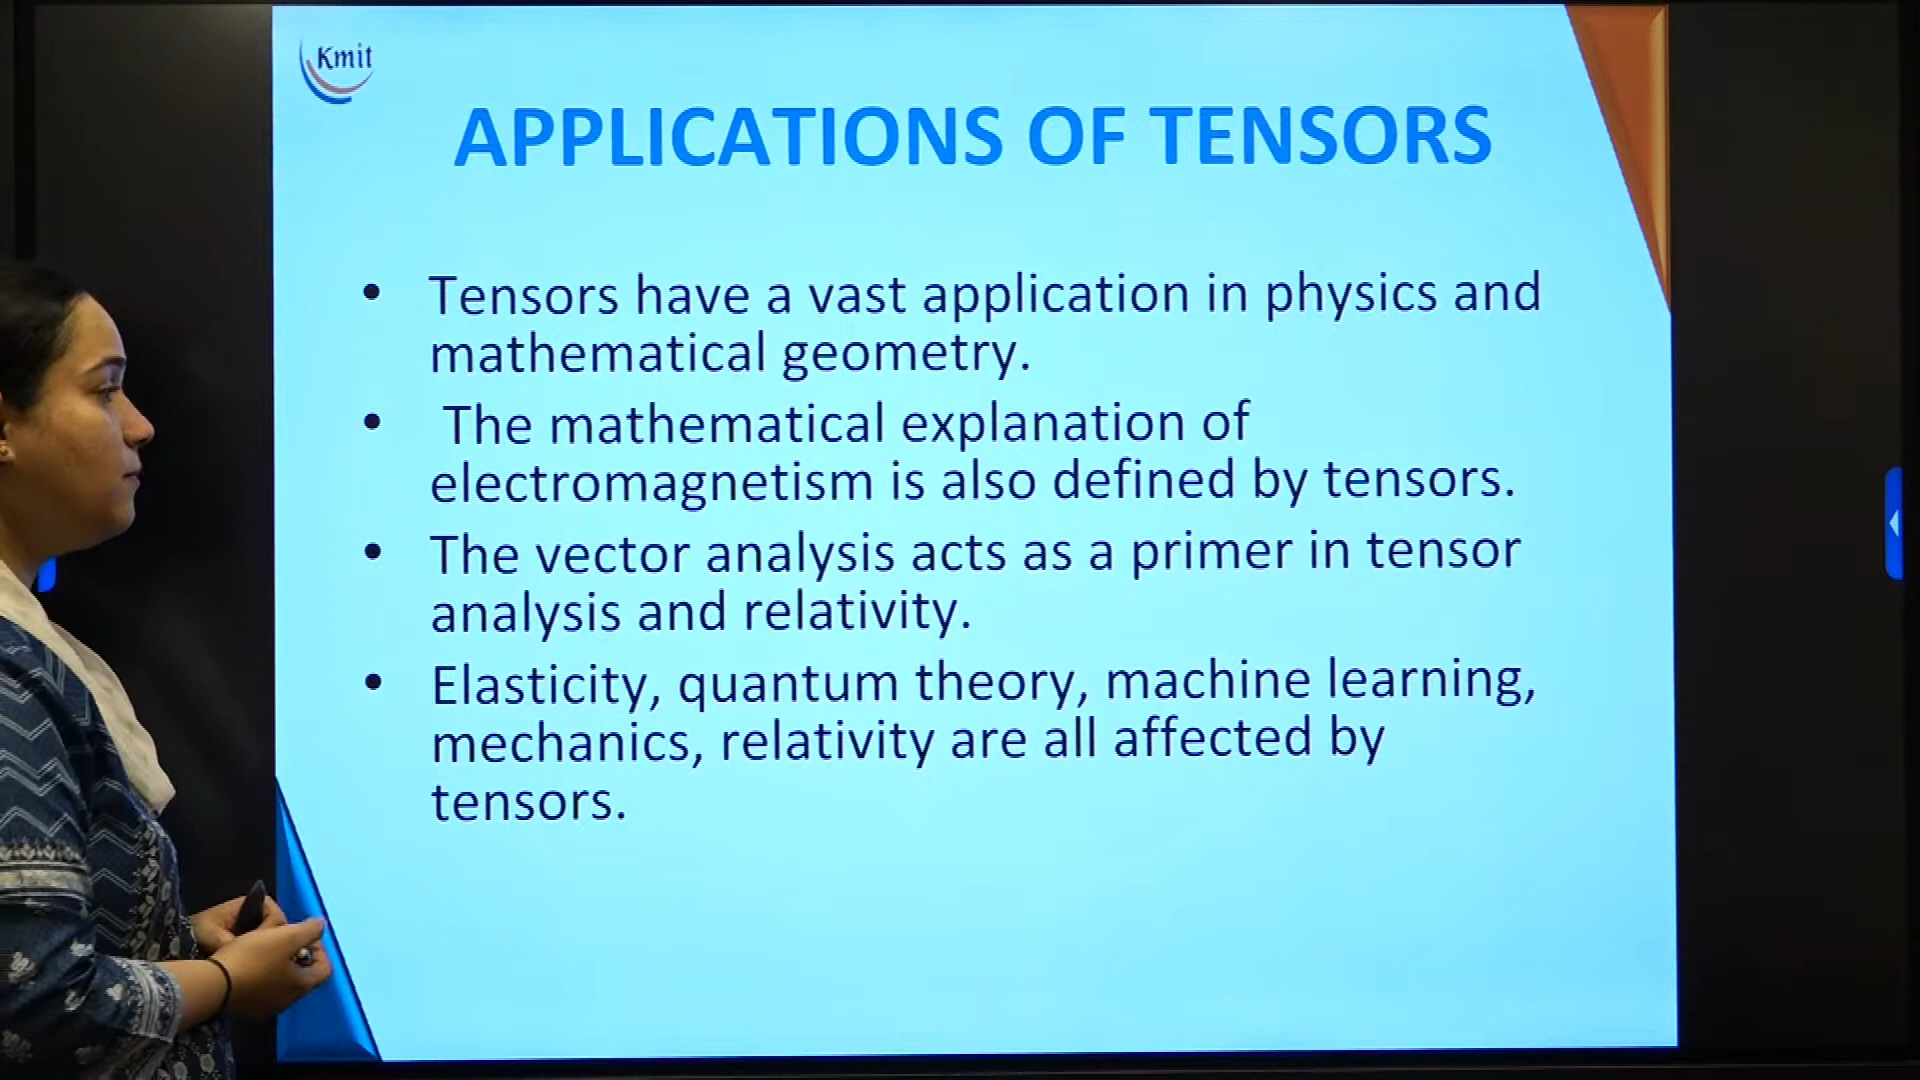 Kmit
APPLICATIONS OF TENSORS
• Tensors have a vast application in physics and
mathematical geometry.
• The mathematical explanation of
electromagnetism is also defined by tensors.
• The vector analysis acts as a primer in tensor
analysis and relativity.
• Elasticity, quantum theory, machine learning,
mechanics, relativity are all affected by
tensors.